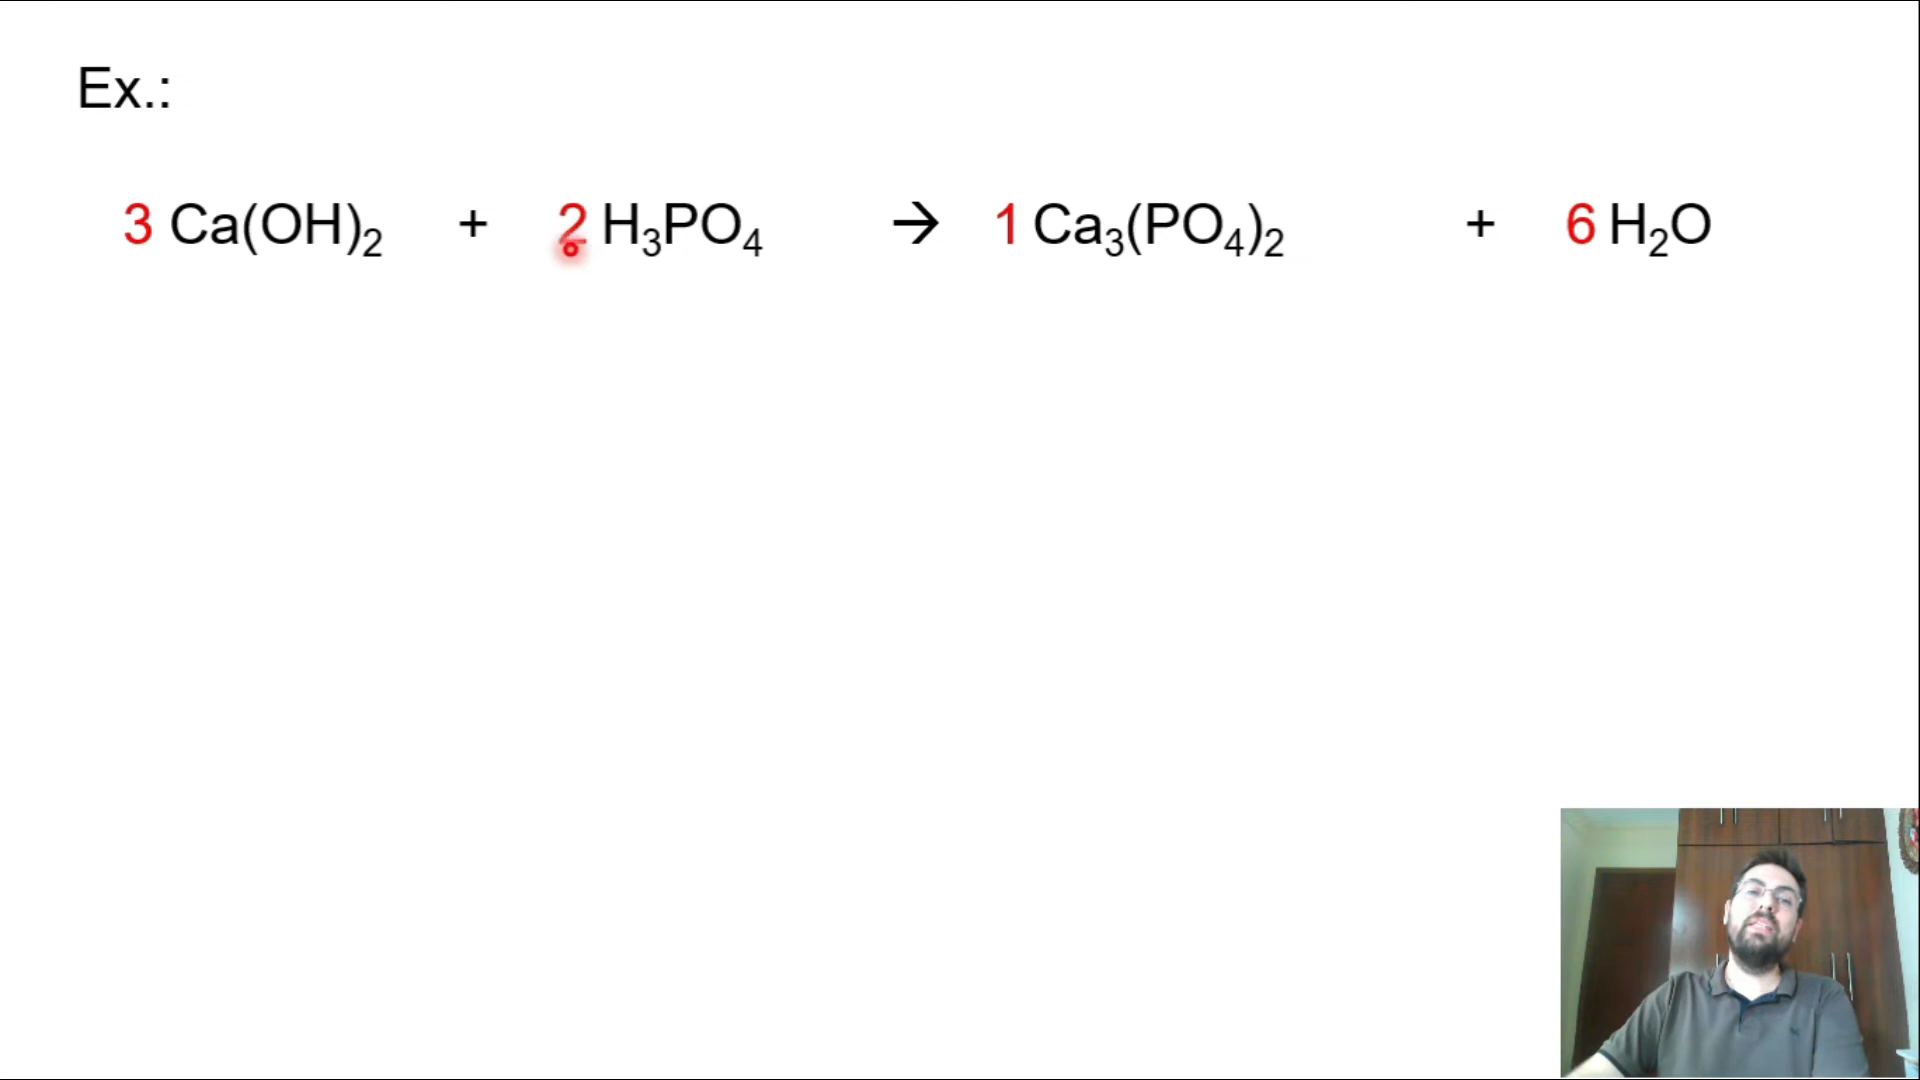 Ex.:
3 Ca(OH)₂ + 2 H₃PO₄ → 1 Ca₃(PO₄)₂ + 6 H₂O